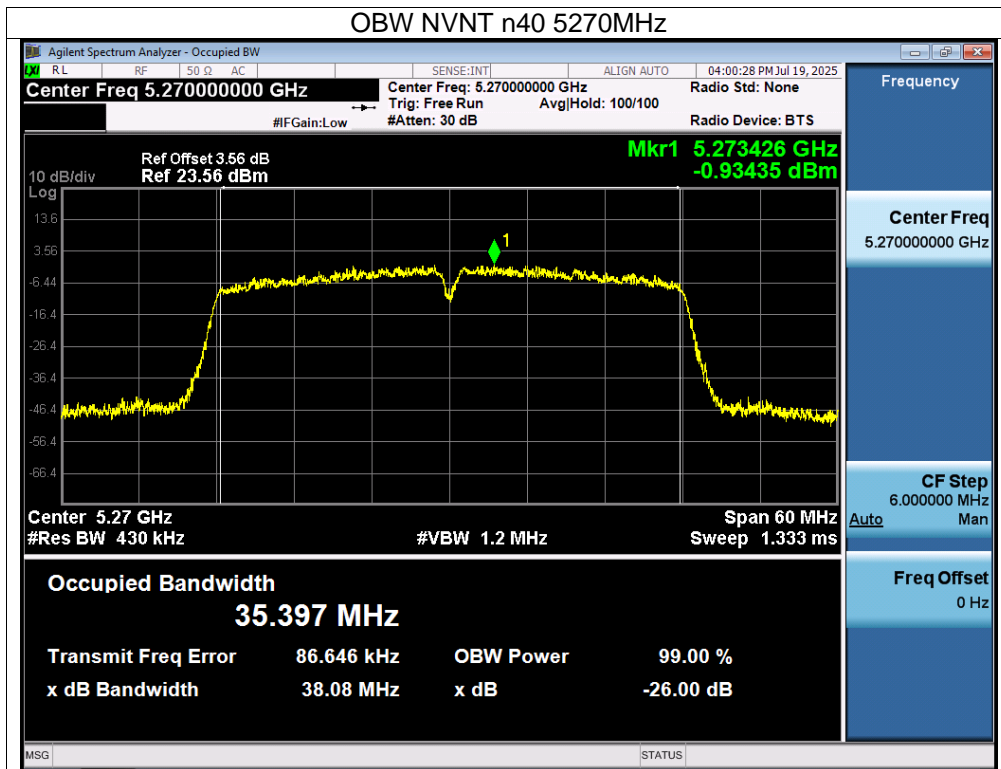 OBW NVNT n40 5270MHz
Agilent Spectrum Analyzer - Occupied BW
LXI RL RF 50 Ω AC SENSE:INT ALIGN AUTO 04:00:28 PM Jul 19, 2025
Center Freq 5.270000000 GHz Center Freq: 5.270000000 GHz Radio Std: None
Trig: Free Run Avg|Hold: 100/100
#IFGain:Low #Atten: 30 dB Radio Device: BTS
Mkr1 5.273426 GHz
-0.93435 dBm
Ref Offset 3.56 dB
10 dB/div Ref 23.56 dBm
Log
13.6
3.56
-6.44
-16.4
-26.4
-36.4
-46.4
-56.4
-66.4
1
Center 5.27 GHz Span 60 MHz
#Res BW 430 kHz #VBW 1.2 MHz Sweep 1.333 ms
Occupied Bandwidth
35.397 MHz
Transmit Freq Error 86.646 kHz OBW Power 99.00 %
x dB Bandwidth 38.08 MHz x dB -26.00 dB
Frequency
Center Freq
5.270000000 GHz
CF Step
6.000000 MHz
Auto Man
Freq Offset
0 Hz
MSG STATUS